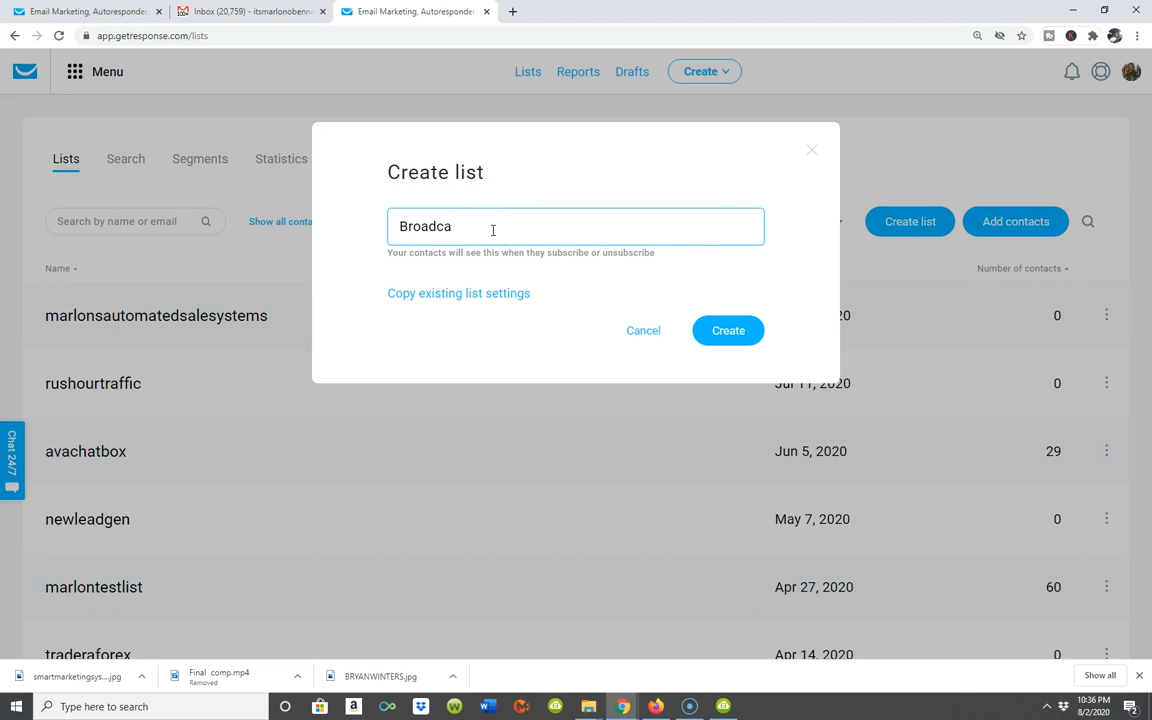 Email Marketing, Autoresponder
Inbox (20,759) - itsmarlonobenne
Email Marketing, Autoresponder
app.getresponse.com/lists
Menu
Lists
Reports
Drafts
Create
Lists
Search
Segments
Statistics
Create list
Broadca
Your contacts will see this when they subscribe or unsubscribe
Copy existing list settings
Cancel
Create
Search by name or email
Show all conta
Create list
Add contacts
Name
Number of contacts
marlonsautomatedsalesystems
20
0
rushourtraffic
Jul 11, 2020
0
avachatbox
Jun 5, 2020
29
newleadgen
May 7, 2020
0
marlontestlist
Apr 27, 2020
60
traderaforex
Apr 14, 2020
0
Chat 24/7
smartmarketingsys....jpg
Final comp.mp4
Removed
BRYANWINTERS.jpg
Show all
Type here to search
10:36 PM
8/2/2020
2